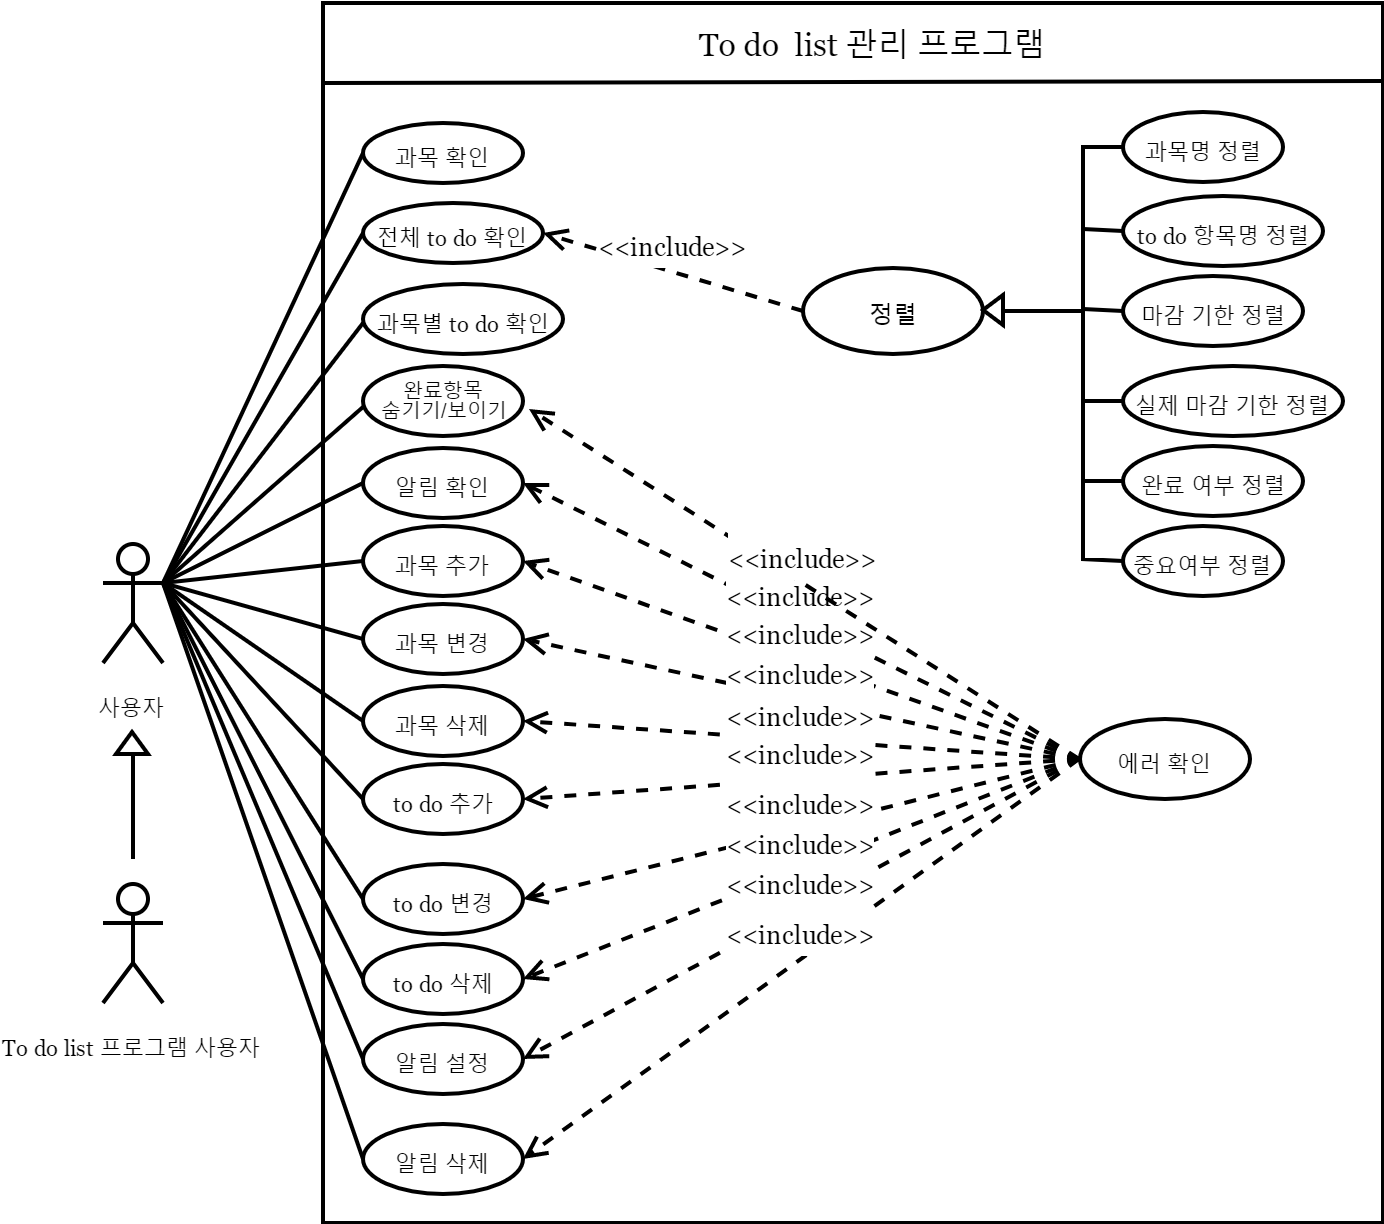 To do list 관리 프로그램
과목 확인
전체 to do 확인
과목별 to do 확인
완료항목
숨기기/보이기
알림 확인
과목 추가
과목 변경
과목 삭제
to do 추가
to do 변경
to do 삭제
알림 설정
알림 삭제
<<include>>
정렬
과목명 정렬
to do 항목명 정렬
마감 기한 정렬
실제 마감 기한 정렬
완료 여부 정렬
중요여부 정렬
<<include>>
<<include>>
<<include>>
<<include>>
<<include>>
<<include>>
<<include>>
<<include>>
<<include>>
<<include>>
에러 확인
사용자
To do list 프로그램 사용자